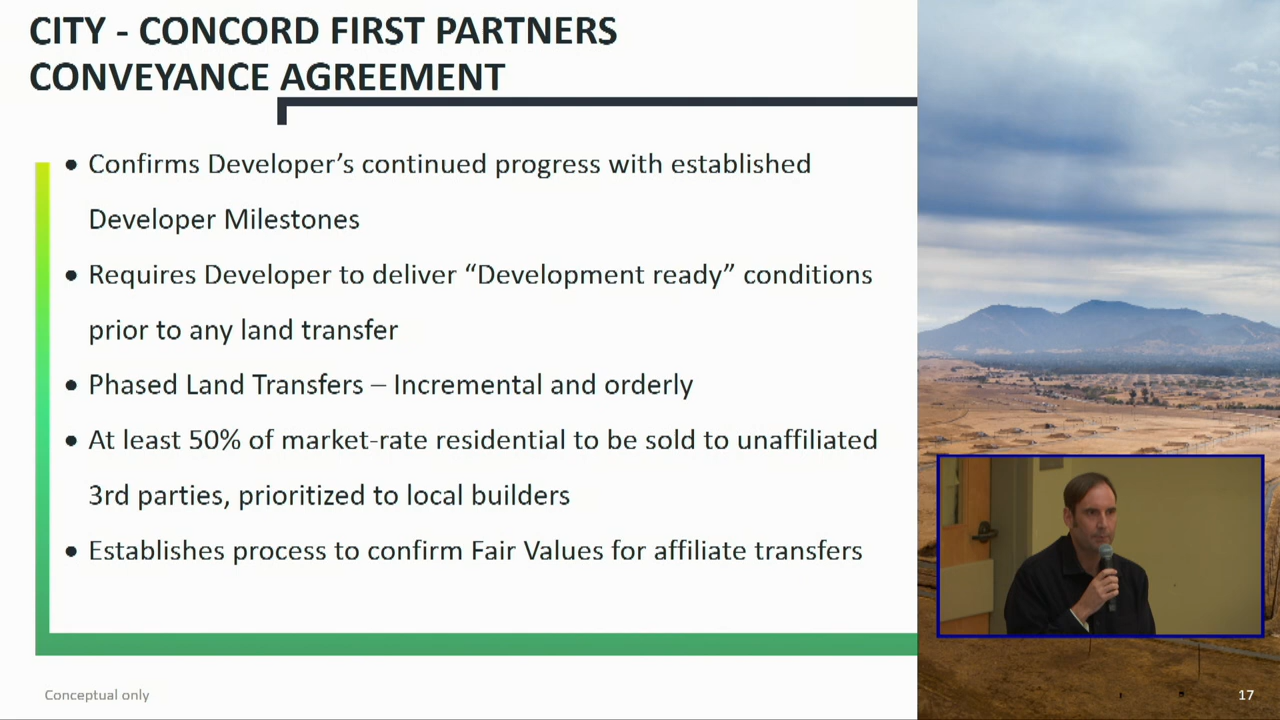 CITY - CONCORD FIRST PARTNERS
CONVEYANCE AGREEMENT
• Confirms Developer’s continued progress with established
Developer Milestones
• Requires Developer to deliver “Development ready” conditions
prior to any land transfer
• Phased Land Transfers – Incremental and orderly
• At least 50% of market-rate residential to be sold to unaffiliated
3rd parties, prioritized to local builders
• Establishes process to confirm Fair Values for affiliate transfers
Conceptual only
17